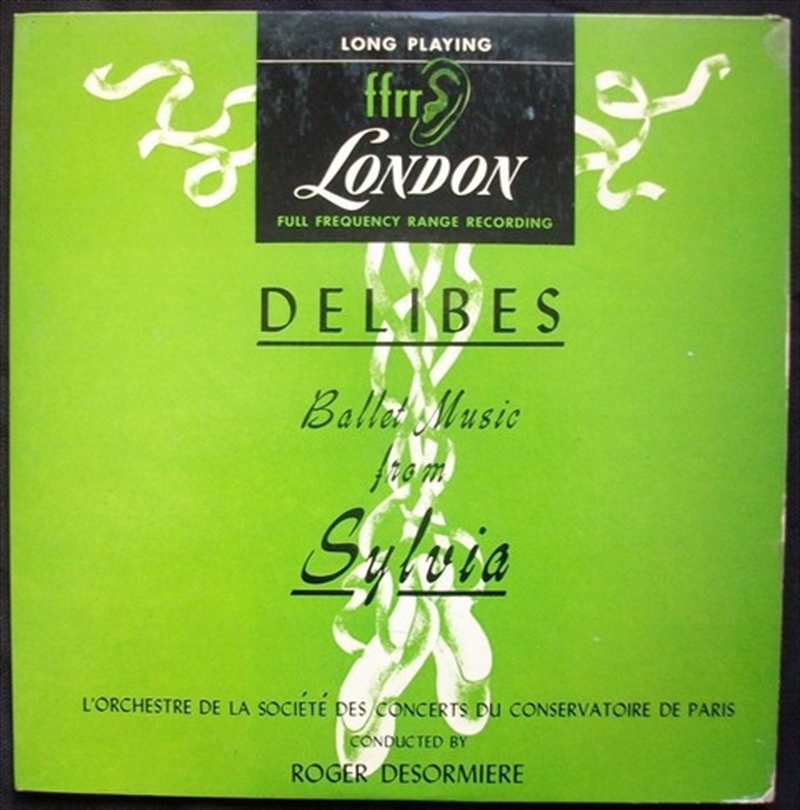 LONG PLAYING
ffrr
LONDON
FULL FREQUENCY RANGE RECORDING
DELIBES
Ballet Music
from
Sylvia
L'ORCHESTRE DE LA SOCIÉTÉ DES CONCERTS DU CONSERVATOIRE DE PARIS
CONDUCTED BY
ROGER DESORMIERE